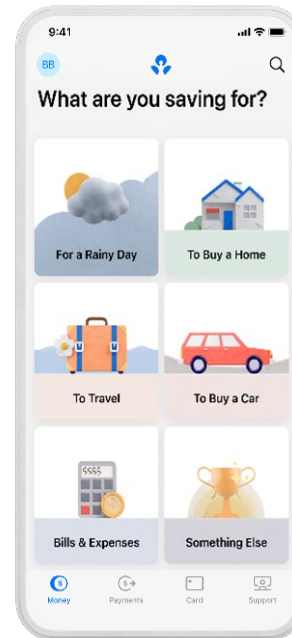 9:41
BB
What are you saving for?
For a Rainy Day
To Buy a Home
To Travel
To Buy a Car
$$$$
Bills & Expenses
Something Else
Money
Payments
Card
Support